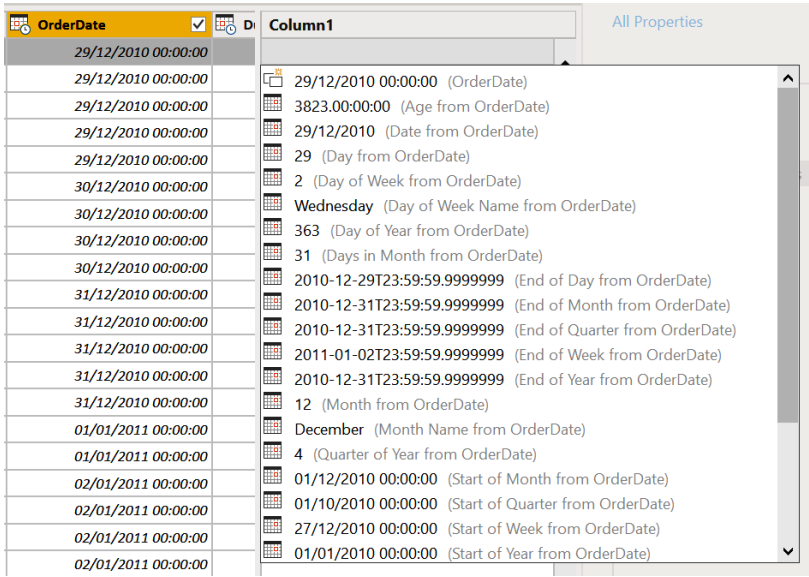 OrderDate
D
Column1
All Properties
29/12/2010 00:00:00
29/12/2010 00:00:00
29/12/2010 00:00:00
29/12/2010 00:00:00
29/12/2010 00:00:00
30/12/2010 00:00:00
30/12/2010 00:00:00
30/12/2010 00:00:00
30/12/2010 00:00:00
31/12/2010 00:00:00
31/12/2010 00:00:00
31/12/2010 00:00:00
31/12/2010 00:00:00
31/12/2010 00:00:00
01/01/2011 00:00:00
01/01/2011 00:00:00
02/01/2011 00:00:00
02/01/2011 00:00:00
02/01/2011 00:00:00
02/01/2011 00:00:00
29/12/2010 00:00:00 (OrderDate)
3823.00:00:00 (Age from OrderDate)
29/12/2010 (Date from OrderDate)
29 (Day from OrderDate)
2 (Day of Week from OrderDate)
Wednesday (Day of Week Name from OrderDate)
363 (Day of Year from OrderDate)
31 (Days in Month from OrderDate)
2010-12-29T23:59:59.9999999 (End of Day from OrderDate)
2010-12-31T23:59:59.9999999 (End of Month from OrderDate)
2010-12-31T23:59:59.9999999 (End of Quarter from OrderDate)
2011-01-02T23:59:59.9999999 (End of Week from OrderDate)
2010-12-31T23:59:59.9999999 (End of Year from OrderDate)
12 (Month from OrderDate)
December (Month Name from OrderDate)
4 (Quarter of Year from OrderDate)
01/12/2010 00:00:00 (Start of Month from OrderDate)
01/10/2010 00:00:00 (Start of Quarter from OrderDate)
27/12/2010 00:00:00 (Start of Week from OrderDate)
01/01/2010 00:00:00 (Start of Year from OrderDate)